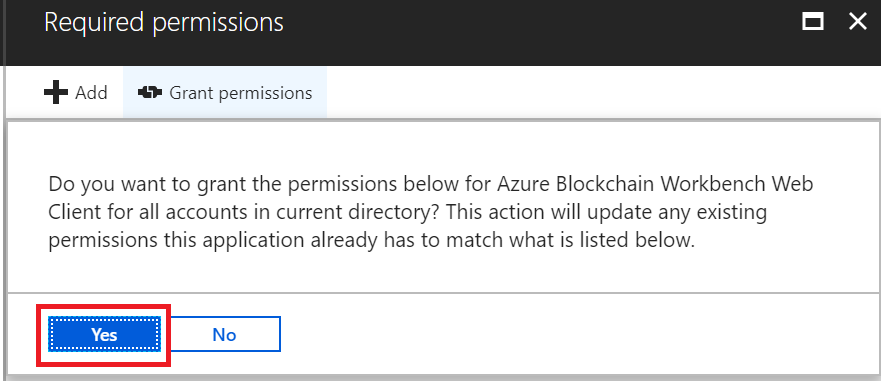 Required permissions
Add
Grant permissions
Do you want to grant the permissions below for Azure Blockchain Workbench Web
Client for all accounts in current directory? This action will update any existing
permissions this application already has to match what is listed below.
Yes
No